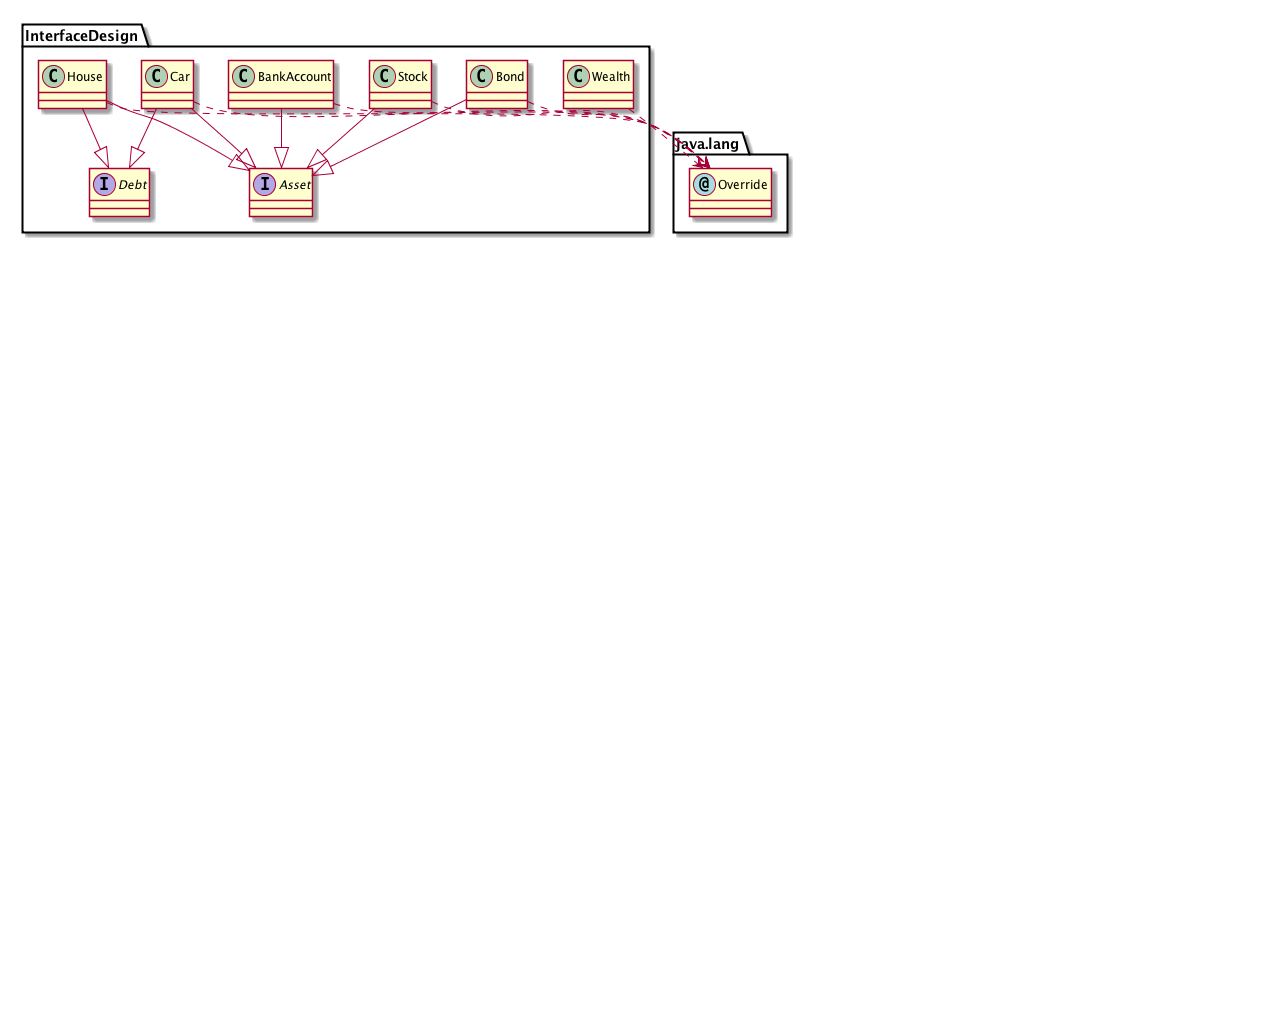 InterfaceDesign
C House
C Car
C BankAccount
C Stock
C Bond
C Wealth
java.lang
I Debt
I Asset
@ Override